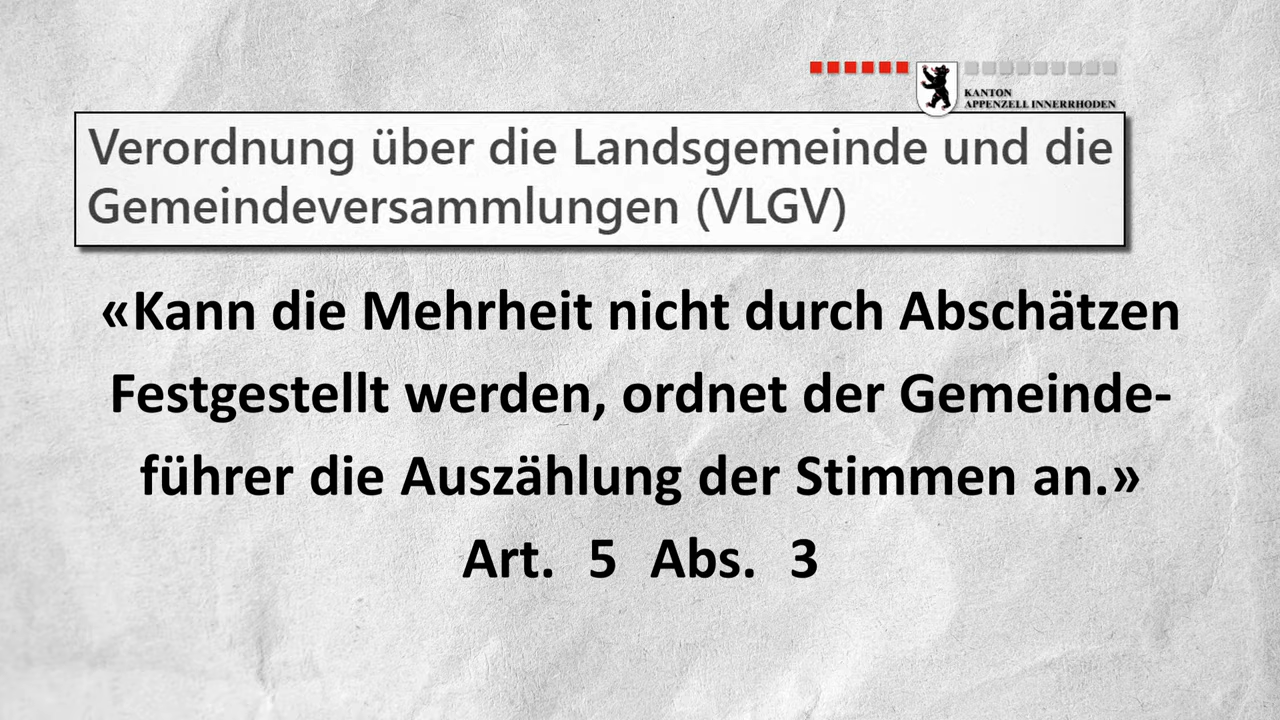 KANTON
APPENZELL INNERRHODEN
Verordnung über die Landsgemeinde und die
Gemeindeversammlungen (VLGV)
«Kann die Mehrheit nicht durch Abschätzen
Festgestellt werden, ordnet der Gemeinde-
führer die Auszählung der Stimmen an.»
Art. 5 Abs. 3